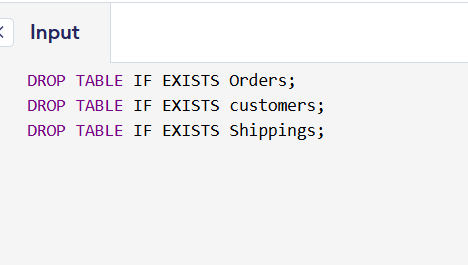 Input
DROP TABLE IF EXISTS Orders;
DROP TABLE IF EXISTS customers;
DROP TABLE IF EXISTS Shippings;